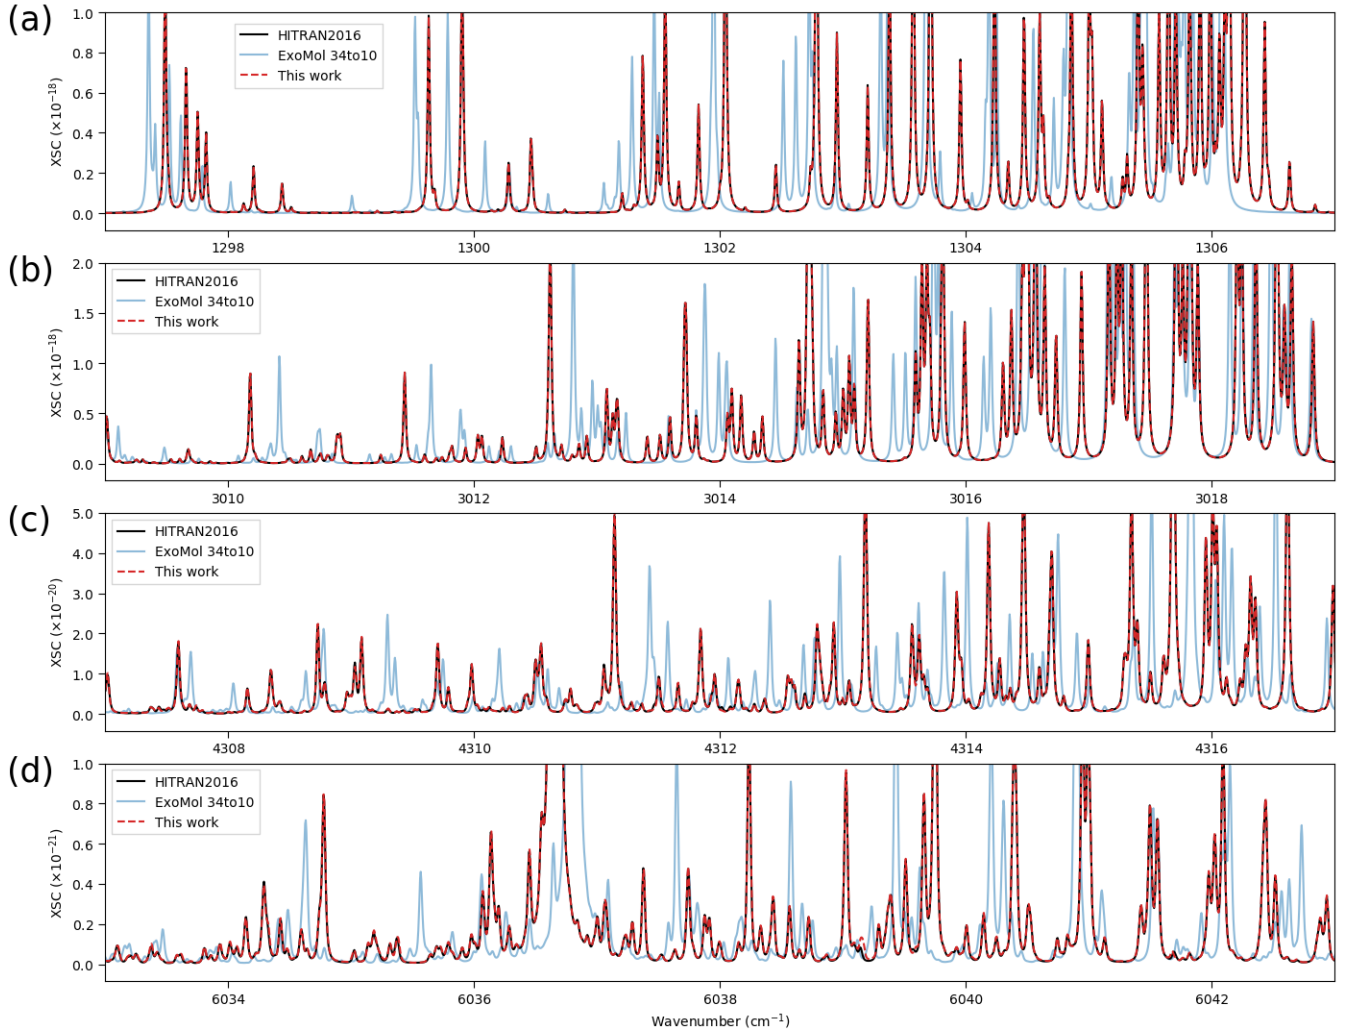 (a)
1.0
0.8
0.6
0.4
0.2
0.0
XSC (×10⁻¹⁸)
HITRAN2016
ExoMol 34to10
This work
1298 1300 1302 1304 1306
(b)
2.0
1.5
1.0
0.5
0.0
XSC (×10⁻¹⁸)
HITRAN2016
ExoMol 34to10
This work
3010 3012 3014 3016 3018
(c)
5.0
4.0
3.0
2.0
1.0
0.0
XSC (×10⁻²⁰)
HITRAN2016
ExoMol 34to10
This work
4308 4310 4312 4314 4316
(d)
1.0
0.8
0.6
0.4
0.2
0.0
XSC (×10⁻²¹)
HITRAN2016
ExoMol 34to10
This work
6034 6036 6038 6040 6042
Wavenumber (cm⁻¹)